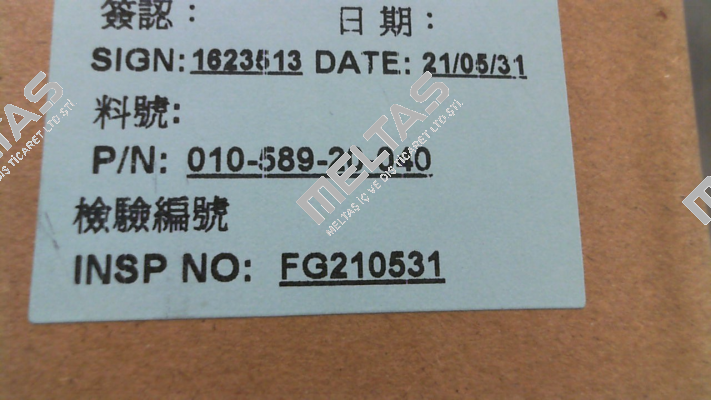 簽認： 日期：
SIGN: 1623513 DATE: 21/05/31
料號:
P/N:
檢驗編號
INSP NO: FG210531
MELTAS
MELTAŞ İÇ VE DIŞ TİCARET LTD ŞTİ